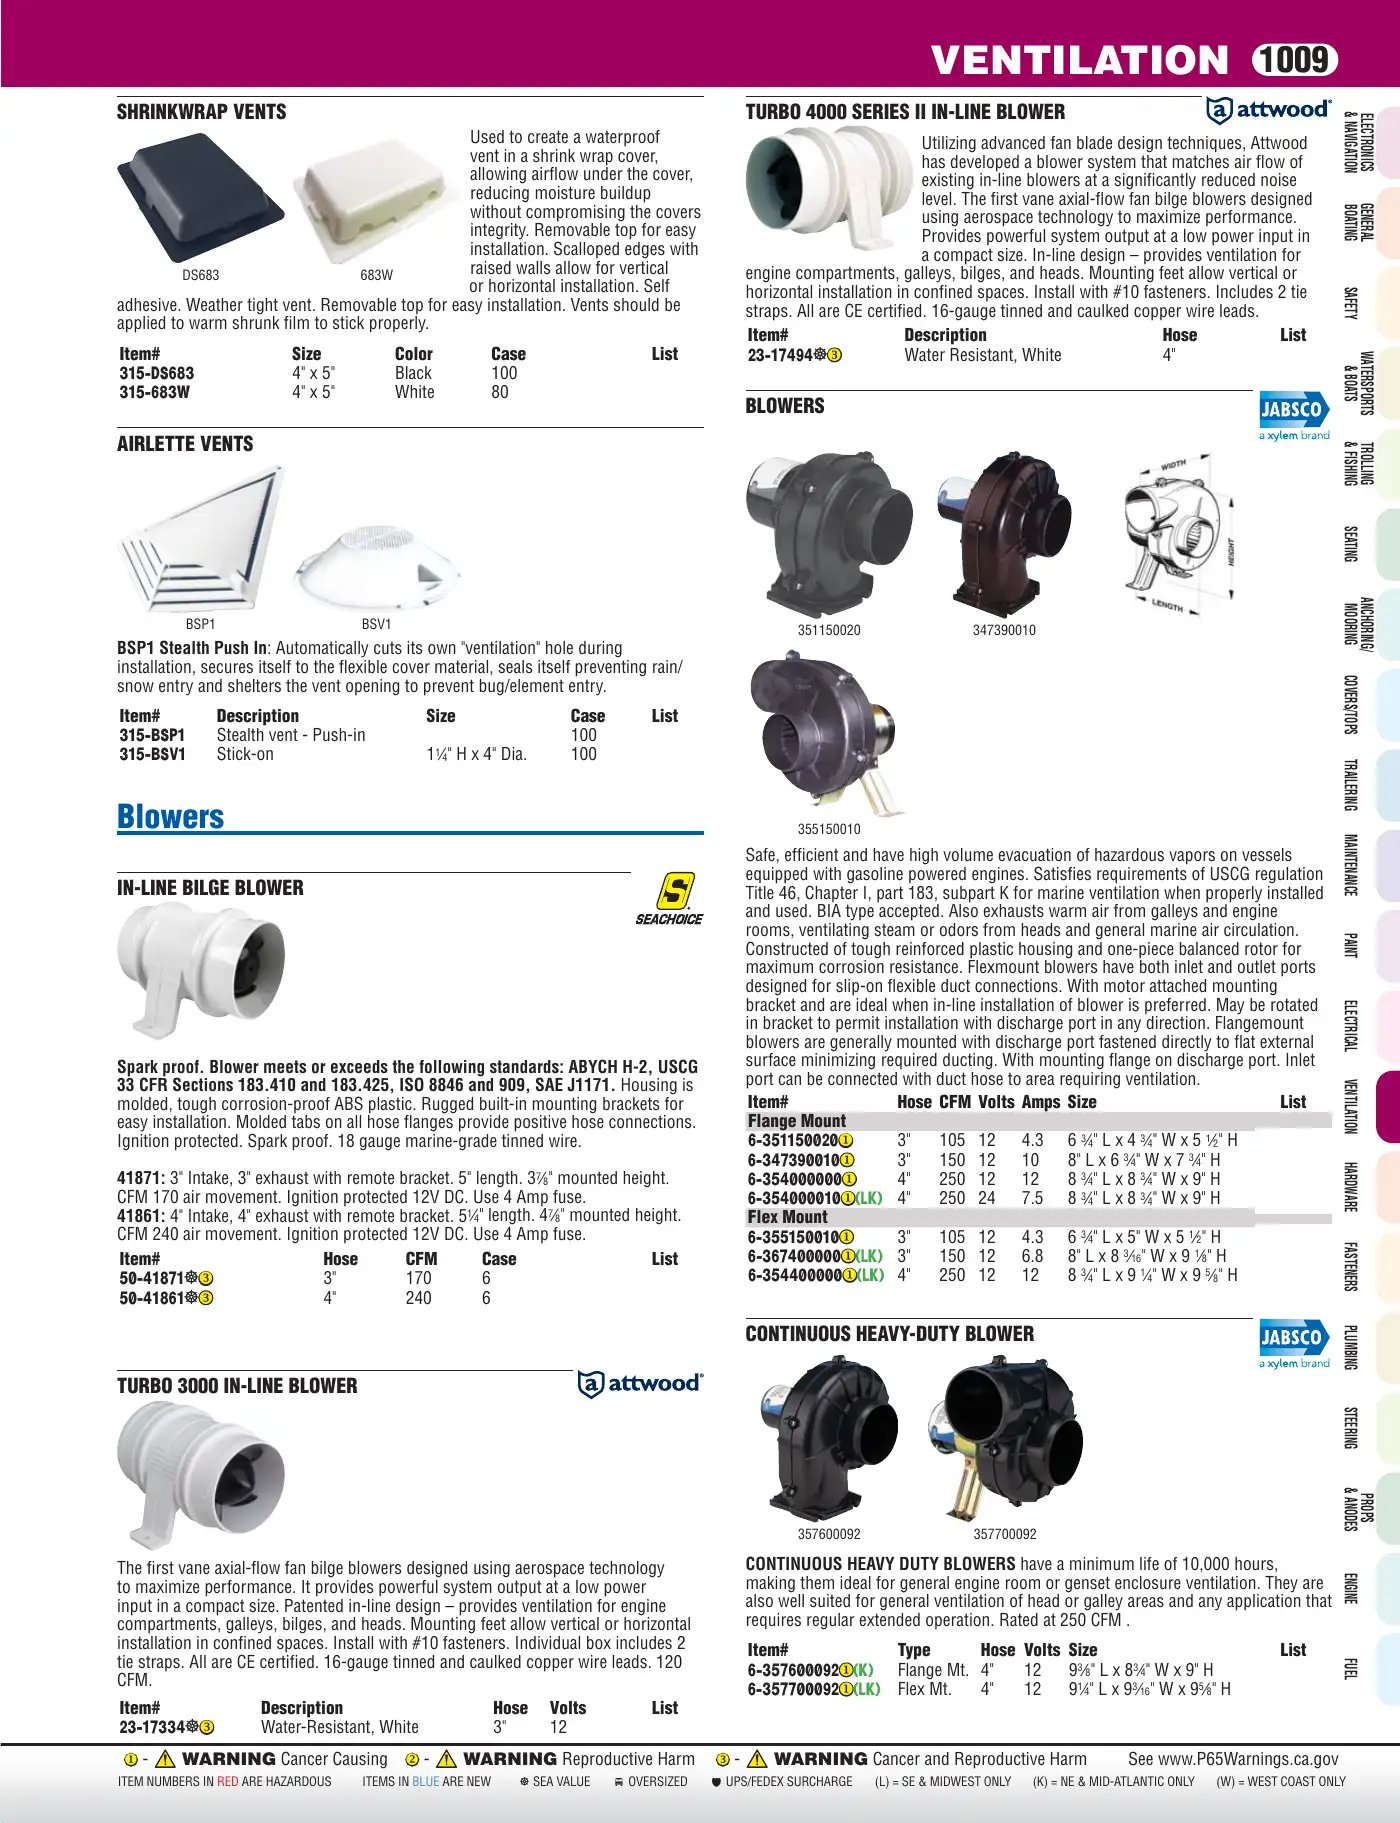 VENTILATION 1009
SHRINKWRAP VENTS
DS683
683W
Used to create a waterproof
vent in a shrink wrap cover,
allowing airflow under the cover,
reducing moisture buildup
without compromising the covers
integrity. Removable top for easy
installation. Scalloped edges with
raised walls allow for vertical
or horizontal installation. Self
adhesive. Weather tight vent. Removable top for easy installation. Vents should be
applied to warm shrunk film to stick properly.
Item# Size Color Case List
315-DS683 4" x 5" Black 100
315-683W 4" x 5" White 80
AIRLETTE VENTS
BSP1
BSV1
BSP1 Stealth Push In: Automatically cuts its own "ventilation" hole during
installation, secures itself to the flexible cover material, seals itself preventing rain/
snow entry and shelters the vent opening to prevent bug/element entry.
Item# Description Size Case List
315-BSP1 Stealth vent - Push-in 100
315-BSV1 Stick-on 1¼" H x 4" Dia. 100
Blowers
IN-LINE BILGE BLOWER
S
SEACHOICE
Spark proof. Blower meets or exceeds the following standards: ABYCH H-2, USCG
33 CFR Sections 183.410 and 183.425, ISO 8846 and 909, SAE J1171. Housing is
molded, tough corrosion-proof ABS plastic. Rugged built-in mounting brackets for
easy installation. Molded tabs on all hose flanges provide positive hose connections.
Ignition protected. Spark proof. 18 gauge marine-grade tinned wire.
41871: 3" Intake, 3" exhaust with remote bracket. 5" length. 3⅞" mounted height.
CFM 170 air movement. Ignition protected 12V DC. Use 4 Amp fuse.
41861: 4" Intake, 4" exhaust with remote bracket. 5¼" length. 4⅞" mounted height.
CFM 240 air movement. Ignition protected 12V DC. Use 4 Amp fuse.
Item# Hose CFM Case List
50-41871☸③ 3" 170 6
50-41861☸③ 4" 240 6
TURBO 3000 IN-LINE BLOWER
a attwood®
The first vane axial-flow fan bilge blowers designed using aerospace technology
to maximize performance. It provides powerful system output at a low power
input in a compact size. Patented in-line design – provides ventilation for engine
compartments, galleys, bilges, and heads. Mounting feet allow vertical or horizontal
installation in confined spaces. Install with #10 fasteners. Individual box includes 2
tie straps. All are CE certified. 16-gauge tinned and caulked copper wire leads. 120
CFM.
Item# Description Hose Volts List
23-17334☸③ Water-Resistant, White 3" 12
TURBO 4000 SERIES II IN-LINE BLOWER
a attwood®
Utilizing advanced fan blade design techniques, Attwood
has developed a blower system that matches air flow of
existing in-line blowers at a significantly reduced noise
level. The first vane axial-flow fan bilge blowers designed
using aerospace technology to maximize performance.
Provides powerful system output at a low power input in
a compact size. In-line design – provides ventilation for
engine compartments, galleys, bilges, and heads. Mounting feet allow vertical or
horizontal installation in confined spaces. Install with #10 fasteners. Includes 2 tie
straps. All are CE certified. 16-gauge tinned and caulked copper wire leads.
Item# Description Hose List
23-17494☸③ Water Resistant, White 4"
BLOWERS
JABSCO
a xylem brand
WIDTH
HEIGHT
LENGTH
351150020
347390010
355150010
Safe, efficient and have high volume evacuation of hazardous vapors on vessels
equipped with gasoline powered engines. Satisfies requirements of USCG regulation
Title 46, Chapter I, part 183, subpart K for marine ventilation when properly installed
and used. BIA type accepted. Also exhausts warm air from galleys and engine
rooms, ventilating steam or odors from heads and general marine air circulation.
Constructed of tough reinforced plastic housing and one-piece balanced rotor for
maximum corrosion resistance. Flexmount blowers have both inlet and outlet ports
designed for slip-on flexible duct connections. With motor attached mounting
bracket and are ideal when in-line installation of blower is preferred. May be rotated
in bracket to permit installation with discharge port in any direction. Flangemount
blowers are generally mounted with discharge port fastened directly to flat external
surface minimizing required ducting. With mounting flange on discharge port. Inlet
port can be connected with duct hose to area requiring ventilation.
Item# Hose CFM Volts Amps Size List
Flange Mount
6-351150020① 3" 105 12 4.3 6 ¾" L x 4 ¾" W x 5 ½" H
6-347390010① 3" 150 12 10 8" L x 6 ¾" W x 7 ¾" H
6-354000000① 4" 250 12 12 8 ¾" L x 8 ¾" W x 9" H
6-354000010①(LK) 4" 250 24 7.5 8 ¾" L x 8 ¾" W x 9" H
Flex Mount
6-355150010① 3" 105 12 4.3 6 ¾" L x 5" W x 5 ½" H
6-367400000①(LK) 3" 150 12 6.8 8" L x 8 3⁄16" W x 9 ⅛" H
6-354400000①(LK) 4" 250 12 12 8 ¾" L x 9 ¼" W x 9 ⅝" H
CONTINUOUS HEAVY-DUTY BLOWER
JABSCO
a xylem brand
357600092
357700092
CONTINUOUS HEAVY DUTY BLOWERS have a minimum life of 10,000 hours,
making them ideal for general engine room or genset enclosure ventilation. They are
also well suited for general ventilation of head or galley areas and any application that
requires regular extended operation. Rated at 250 CFM .
Item# Type Hose Volts Size List
6-357600092①(K) Flange Mt. 4" 12 9⅜" L x 8¾" W x 9" H
6-357700092①(LK) Flex Mt. 4" 12 9¼" L x 93⁄16" W x 9⅝" H
ELECTRONICS
& NAVIGATION
GENERAL
BOATING
SAFETY
WATERSPORTS
& BOATS
TROLLING
& FISHING
SEATING
ANCHORING/
MOORING
COVERS/TOPS
TRAILERING
MAINTENANCE
PAINT
ELECTRICAL
VENTILATION
HARDWARE
FASTENERS
PLUMBING
STEERING
PROPS
& ANODES
ENGINE
FUEL
① - ⚠ WARNING Cancer Causing ② - ⚠ WARNING Reproductive Harm ③ - ⚠ WARNING Cancer and Reproductive Harm See www.P65Warnings.ca.gov
ITEM NUMBERS IN RED ARE HAZARDOUS ITEMS IN BLUE ARE NEW ☸ SEA VALUE OVERSIZED UPS/FEDEX SURCHARGE (L) = SE & MIDWEST ONLY (K) = NE & MID-ATLANTIC ONLY (W) = WEST COAST ONLY